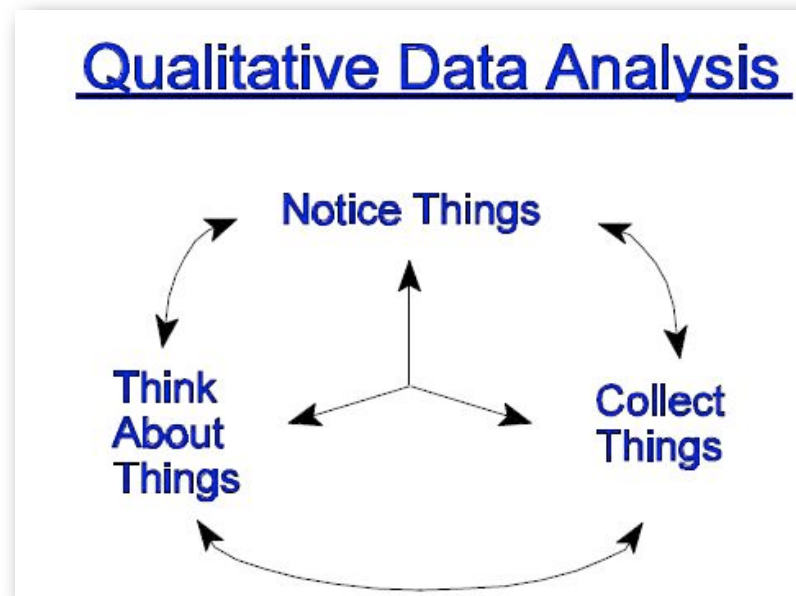 Qualitative Data Analysis
Notice Things
Think
About
Things
Collect
Things